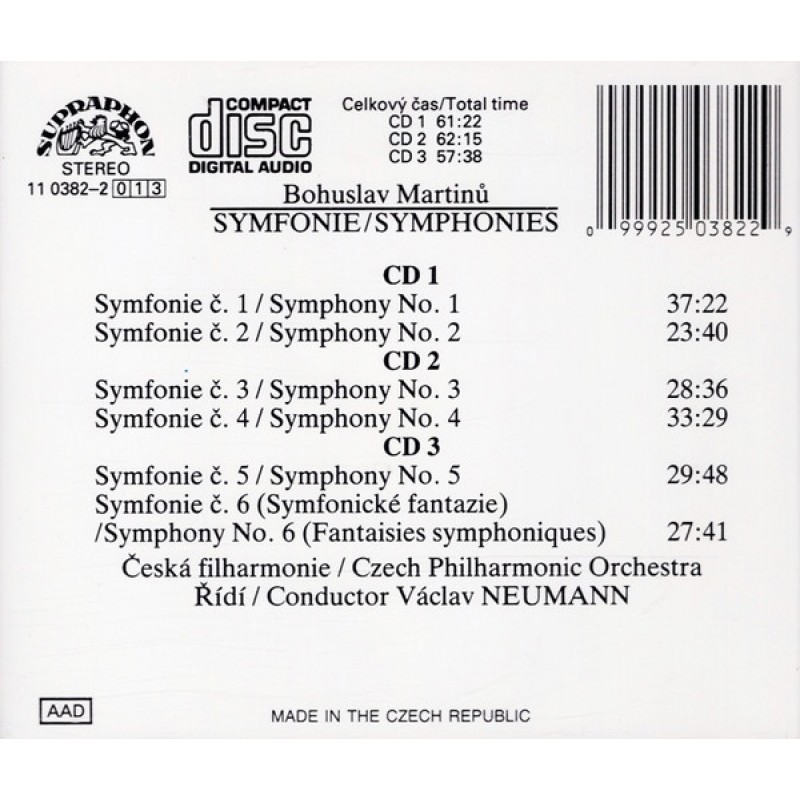 SUPRAPHON
STEREO
11 0382-2 013
COMPACT
disc
DIGITAL AUDIO
Celkový čas/Total time
CD 1 61:22
CD 2 62:15
CD 3 57:38
0 99925 03822 9
Bohuslav Martinů
SYMFONIE/SYMPHONIES
CD 1
Symfonie č. 1 / Symphony No. 1 37:22
Symfonie č. 2 / Symphony No. 2 23:40
CD 2
Symfonie č. 3 / Symphony No. 3 28:36
Symfonie č. 4 / Symphony No. 4 33:29
CD 3
Symfonie č. 5 / Symphony No. 5 29:48
Symfonie č. 6 (Symfonické fantazie)
/Symphony No. 6 (Fantaisies symphoniques) 27:41
Česká filharmonie / Czech Philharmonic Orchestra
Řídí / Conductor Václav NEUMANN
AAD
MADE IN THE CZECH REPUBLIC